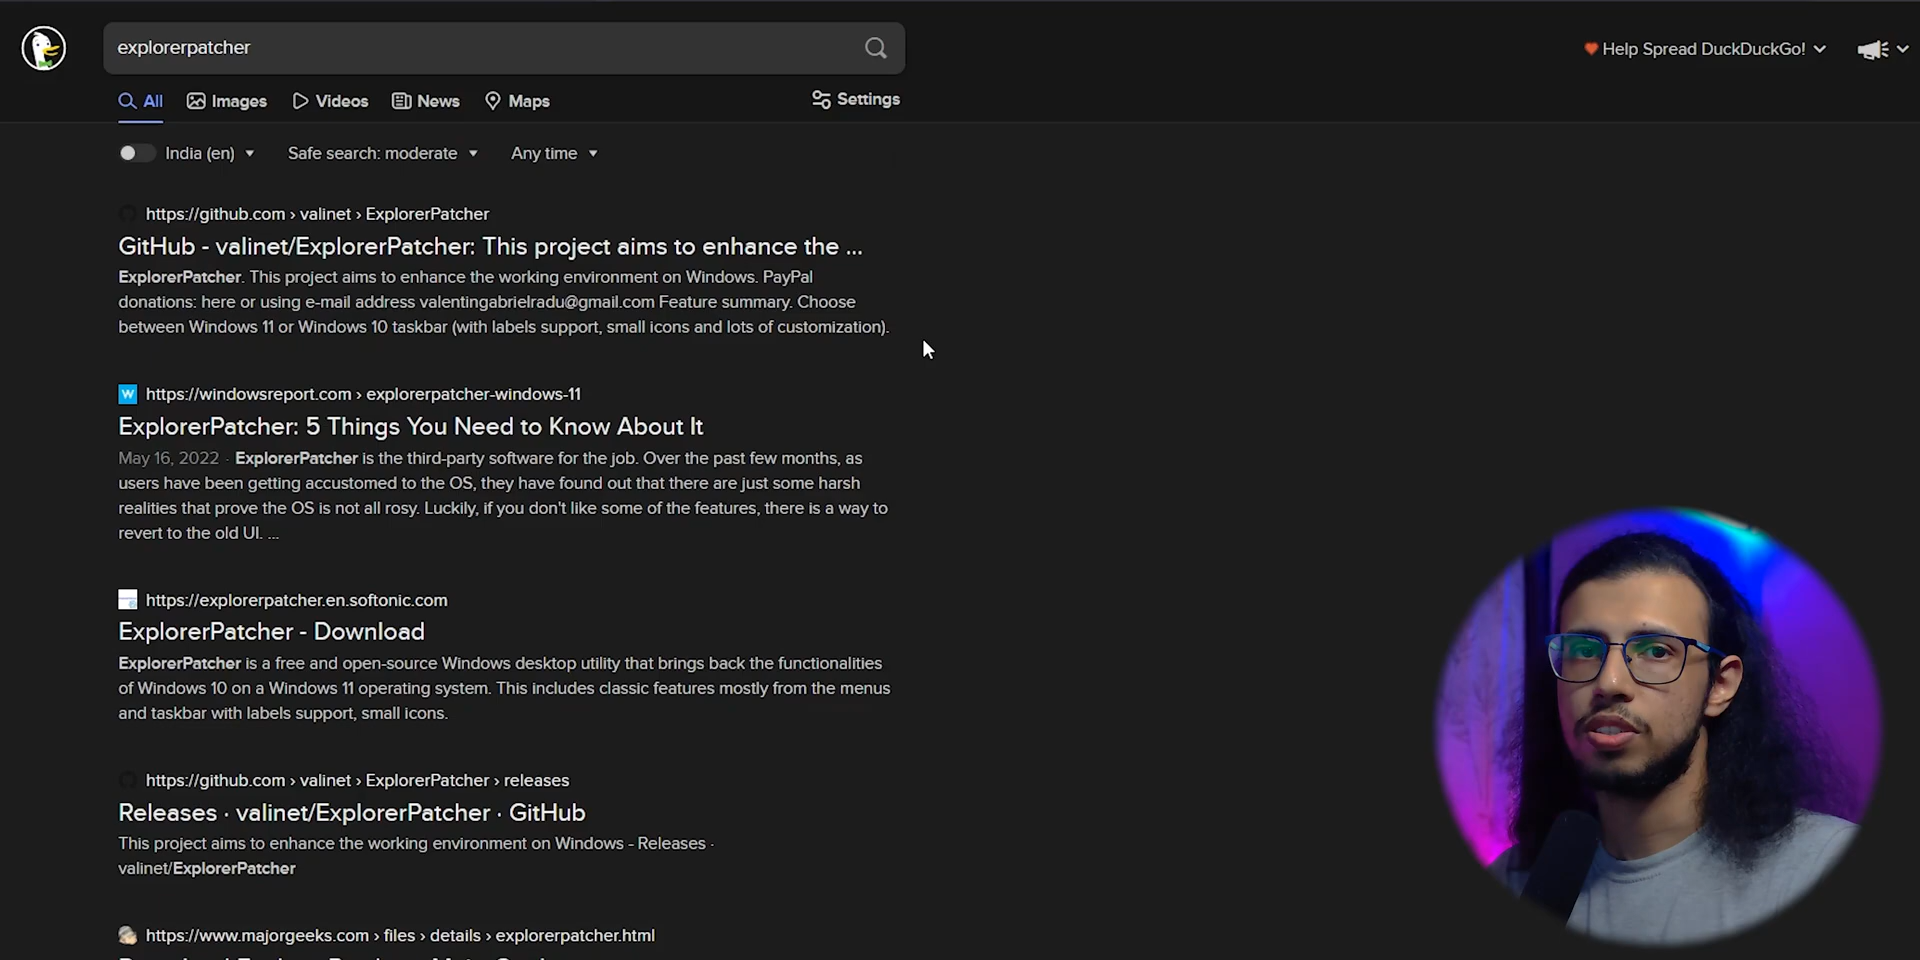 explorerpatcher
Help Spread DuckDuckGo!
All Images Videos News Maps Settings
India (en) Safe search: moderate Any time
https://github.com › valinet › ExplorerPatcher
GitHub - valinet/ExplorerPatcher: This project aims to enhance the ...
ExplorerPatcher. This project aims to enhance the working environment on Windows. PayPal
donations: here or using e-mail address valentingabrielradu@gmail.com Feature summary. Choose
between Windows 11 or Windows 10 taskbar (with labels support, small icons and lots of customization).
W https://windowsreport.com › explorerpatcher-windows-11
ExplorerPatcher: 5 Things You Need to Know About It
May 16, 2022 · ExplorerPatcher is the third-party software for the job. Over the past few months, as
users have been getting accustomed to the OS, they have found out that there are just some harsh
realities that prove the OS is not all rosy. Luckily, if you don't like some of the features, there is a way to
revert to the old UI. ...
https://explorerpatcher.en.softonic.com
ExplorerPatcher - Download
ExplorerPatcher is a free and open-source Windows desktop utility that brings back the functionalities
of Windows 10 on a Windows 11 operating system. This includes classic features mostly from the menus
and taskbar with labels support, small icons.
https://github.com › valinet › ExplorerPatcher › releases
Releases · valinet/ExplorerPatcher · GitHub
This project aims to enhance the working environment on Windows - Releases ·
valinet/ExplorerPatcher
https://www.majorgeeks.com › files › details › explorerpatcher.html